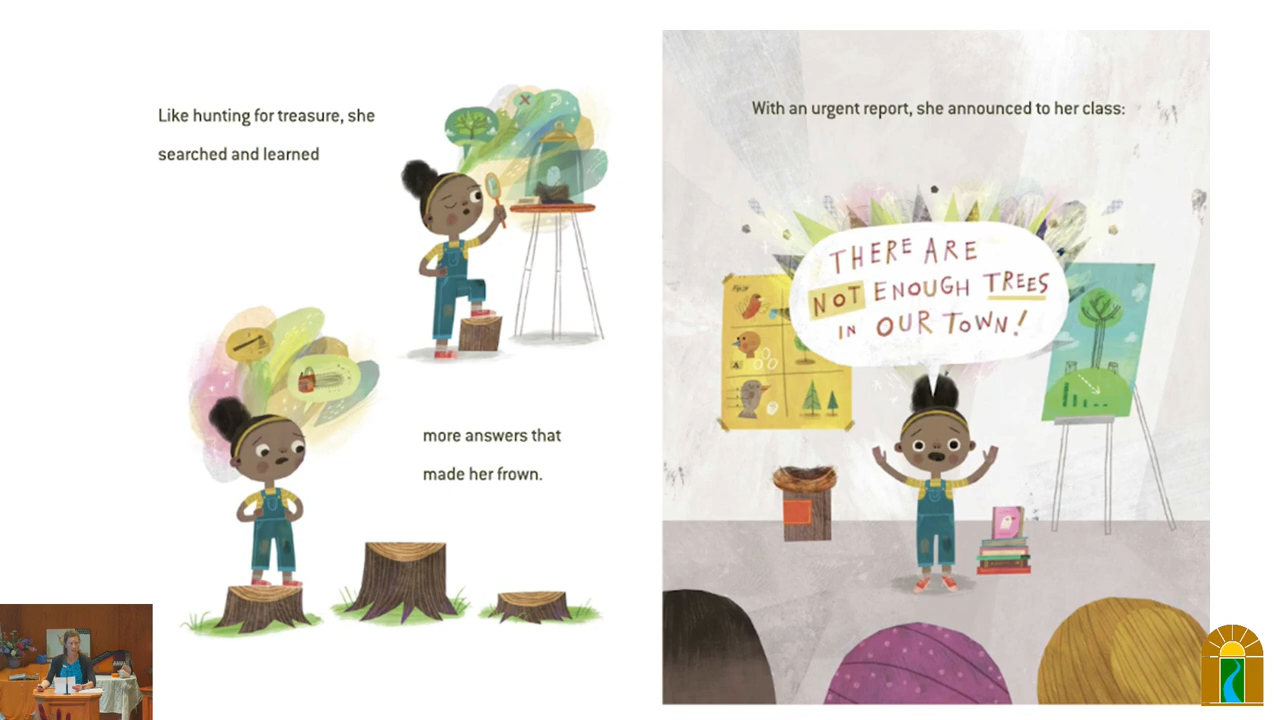 Like hunting for treasure, she
searched and learned
more answers that
made her frown.
With an urgent report, she announced to her class:
THERE ARE
NOT ENOUGH TREES
IN OUR TOWN!
A